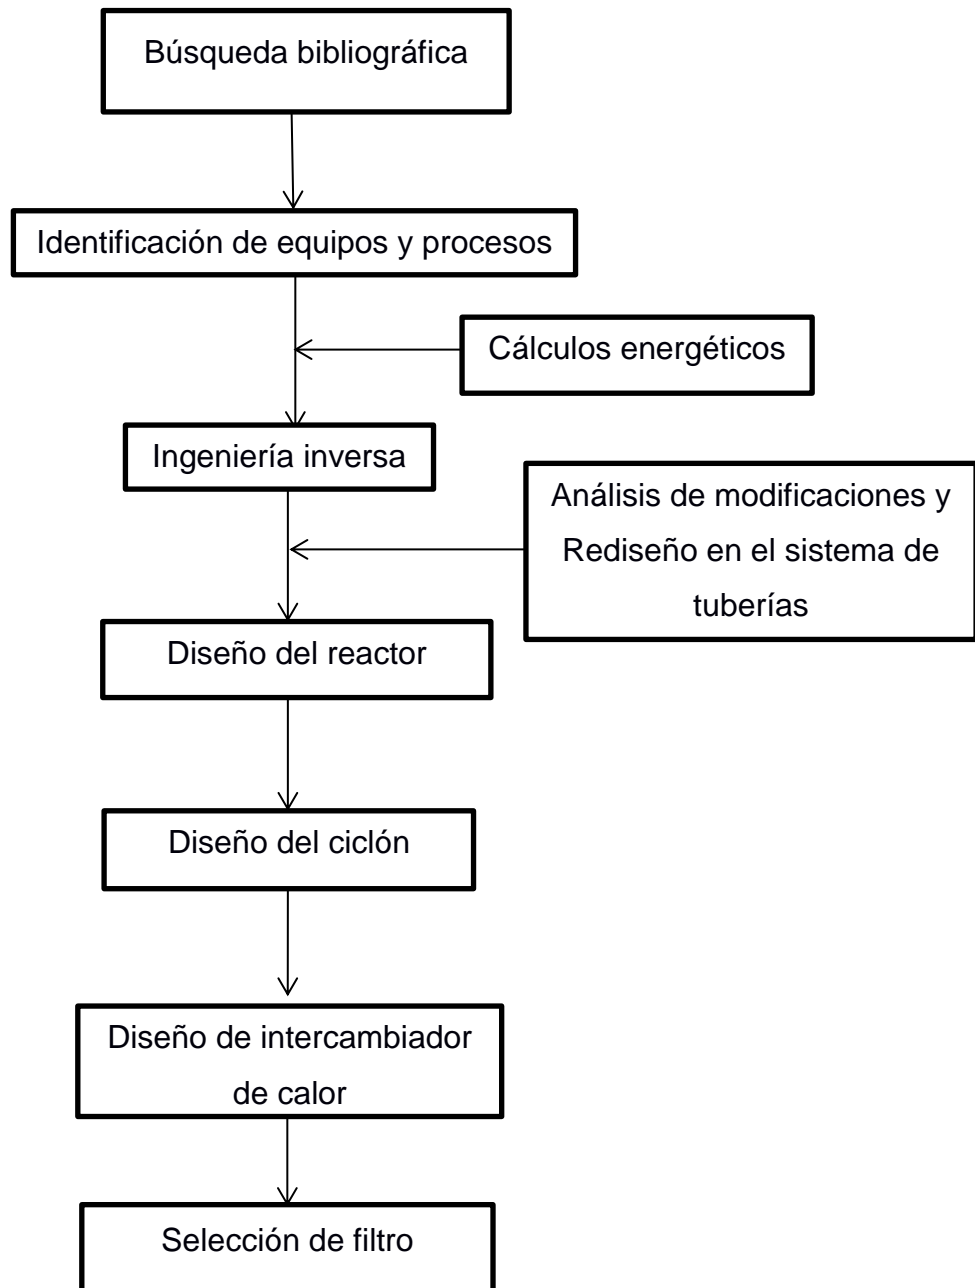 Búsqueda bibliográfica
Identificación de equipos y procesos
Cálculos energéticos
Ingeniería inversa
Análisis de modificaciones y
Rediseño en el sistema de
tuberías
Diseño del reactor
Diseño del ciclón
Diseño de intercambiador
de calor
Selección de filtro